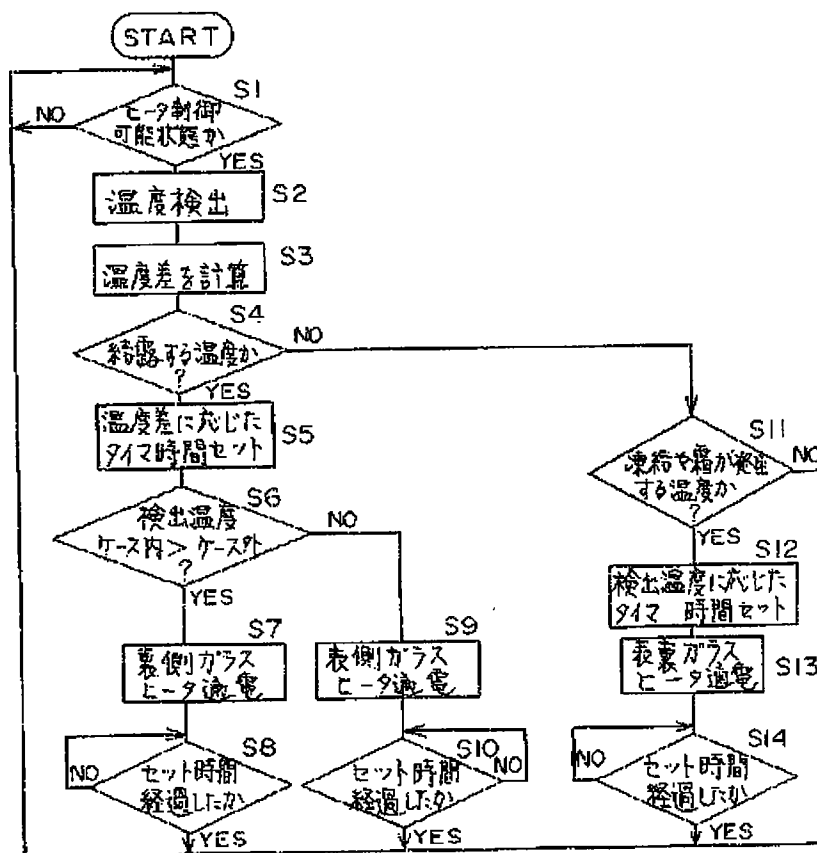 START
S1
ヒータ制御
可能状態か
NO
YES
温度検出
S2
温度差を計算
S3
S4
結露する温度か
?
NO
YES
温度差に応じた
タイマ時間セット
S5
S6
検出温度
ケース内>ケース外
?
NO
YES
S7
裏側ガラス
ヒータ通電
S8
セット時間
経過したか
NO
YES
S9
表側ガラス
ヒータ通電
S10
セット時間
経過したか
NO
YES
S11
凍結や霜が発生
する温度か
?
NO
YES
S12
検出温度に応じた
タイマ 時間セット
表裏ガラス
ヒータ通電
S13
S14
セット時間
経過したか
NO
YES